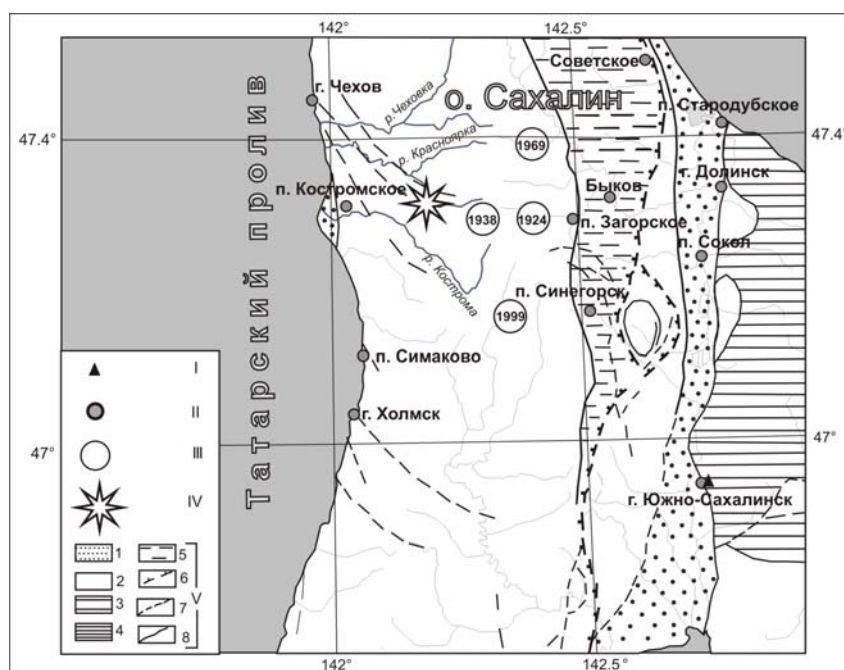 142°
142.5°
Советское
г. Чехов
р. Чеховка
о. Сахалин
п. Стародубское
47.4°
47.4°
р. Красноярка
1969
г. Долинск
п. Костромское
Быков
1938
1924
п. Загорское
п. Сокол
р. Кострома
п. Синегорск
1999
Татарский пролив
п. Симаково
г. Холмск
47°
47°
г. Южно-Сахалинск
I
II
III
IV
1
5
2
6
3
7
4
8
V
142°
142.5°